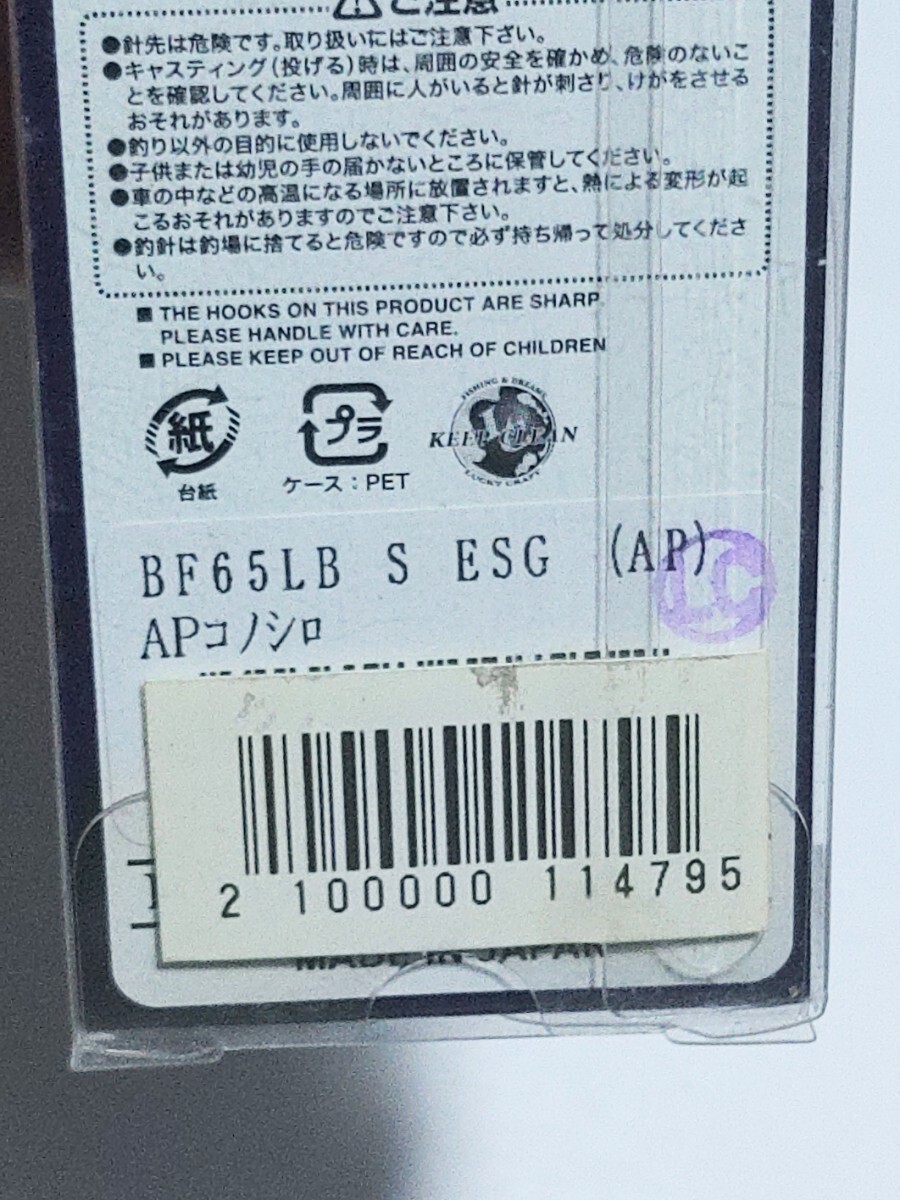 ご注意
●針先は危険です。取り扱いにはご注意下さい。
●キャスティング(投げる)時は、周囲の安全を確かめ、危険のないこ
とを確認してください。周囲に人がいると針が刺さり、けがをさせる
おそれがあります。
●釣り以外の目的に使用しないでください。
●子供または幼児の手の届かないところに保管してください。
●車の中などの高温になる場所に放置されますと、熱による変形が起
こるおそれがありますのでご注意下さい。
●釣針は釣場に捨てると危険ですので必ず持ち帰って処分してくださ
い。
■ THE HOOKS ON THIS PRODUCT ARE SHARP.
PLEASE HANDLE WITH CARE.
■ PLEASE KEEP OUT OF REACH OF CHILDREN
紙
台紙
プラ
ケース:PET
FISHING & DREAMS
KEEP CLEAN
LUCKY CRAFT
BF65LB S ESG (AP)
LC
APコノシロ
2 100000 114795
MADE IN JAPAN